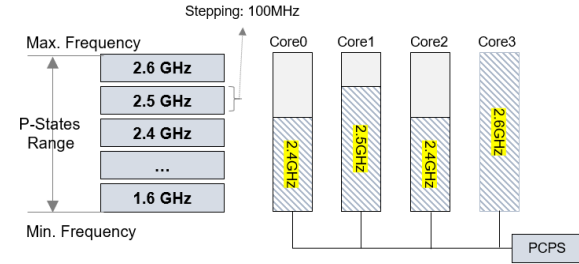 Stepping: 100MHz
Max. Frequency
Core0 Core1 Core2 Core3
2.6 GHz
2.5 GHz
P-States
Range
2.4 GHz
...
1.6 GHz
2.4GHz
2.5GHz
2.4GHz
2.6GHz
Min. Frequency
PCPS